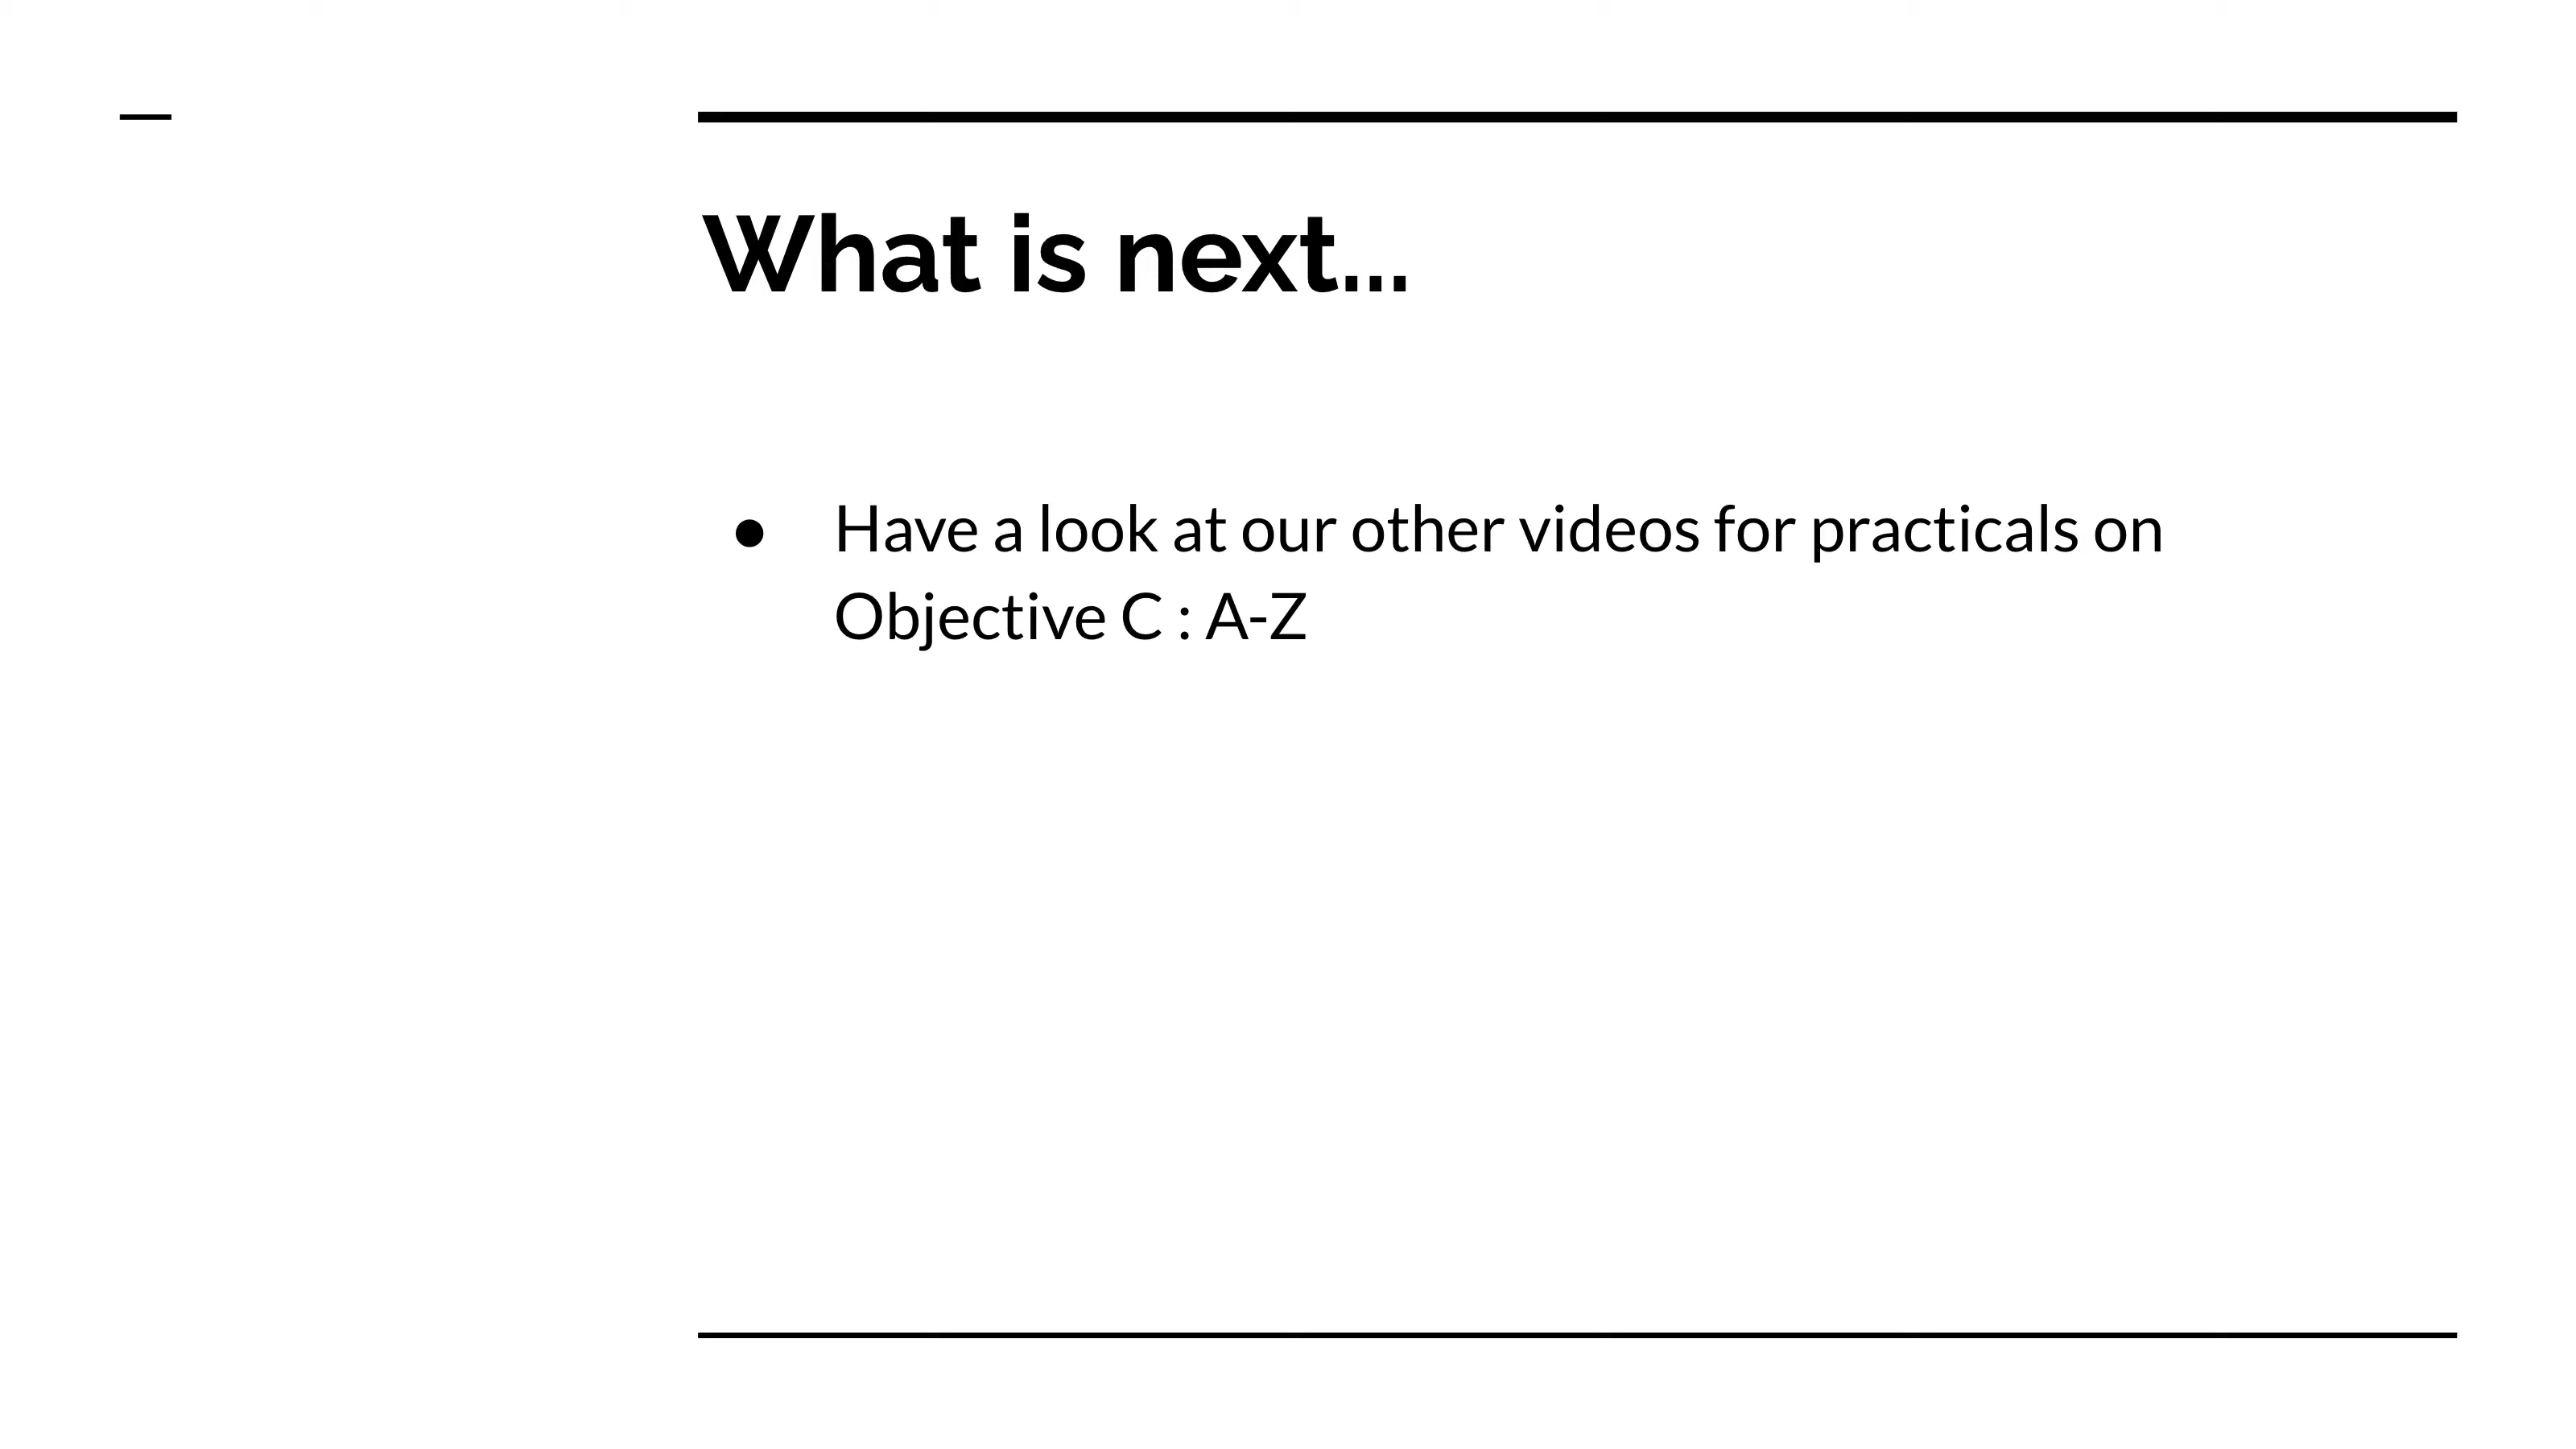 What is next...
● Have a look at our other videos for practicals on
Objective C : A-Z